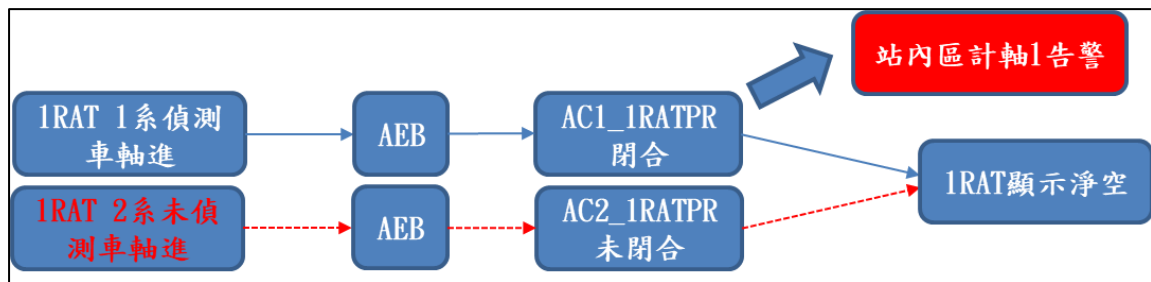 站內區計軸1告警
1RAT 1系偵測
車軸進
AEB
AC1_1RATPR
閉合
1RAT顯示淨空
1RAT 2系未偵
測車軸進
AEB
AC2_1RATPR
未閉合